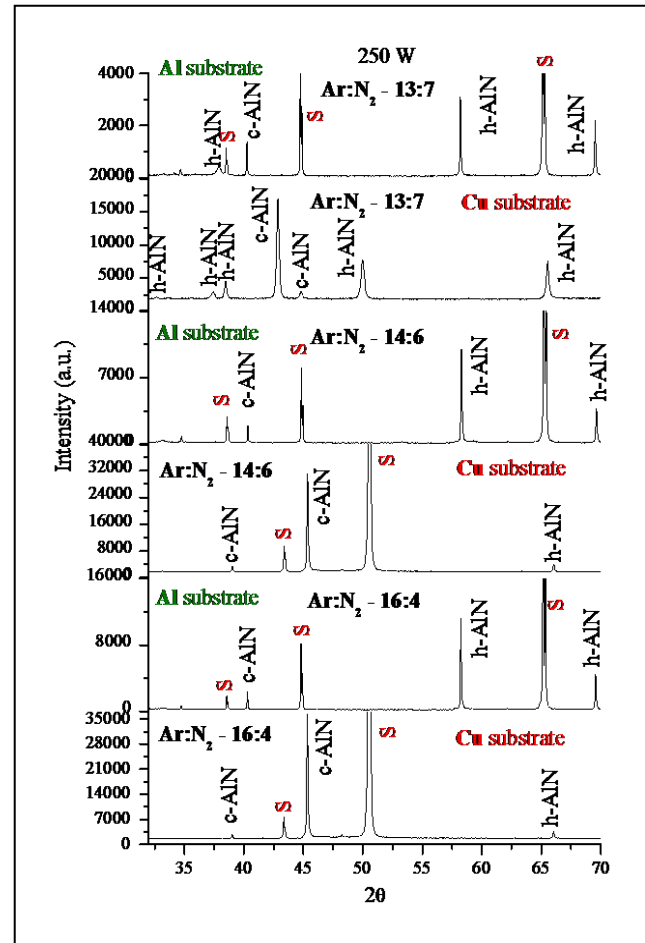 250 W
Al substrate
Ar:N2 - 13:7
h-AlN
S
c-AlN
S
h-AlN
S
h-AlN
4000
2000
20000
Ar:N2 - 13:7
Cu substrate
h-AlN
h-AlN
h-AlN
c-AlN
c-AlN
h-AlN
h-AlN
15000
10000
5000
14000
Al substrate
Ar:N2 - 14:6
S
c-AlN
S
h-AlN
S
h-AlN
7000
40000
Ar:N2 - 14:6
Cu substrate
c-AlN
S
c-AlN
S
h-AlN
32000
24000
16000
8000
16000
Al substrate
Ar:N2 - 16:4
S
c-AlN
S
h-AlN
S
h-AlN
8000
0
Ar:N2 - 16:4
Cu substrate
c-AlN
S
c-AlN
S
h-AlN
35000
28000
21000
14000
7000
0
Intensity (a.u.)
35 40 45 50 55 60 65 70
2θ